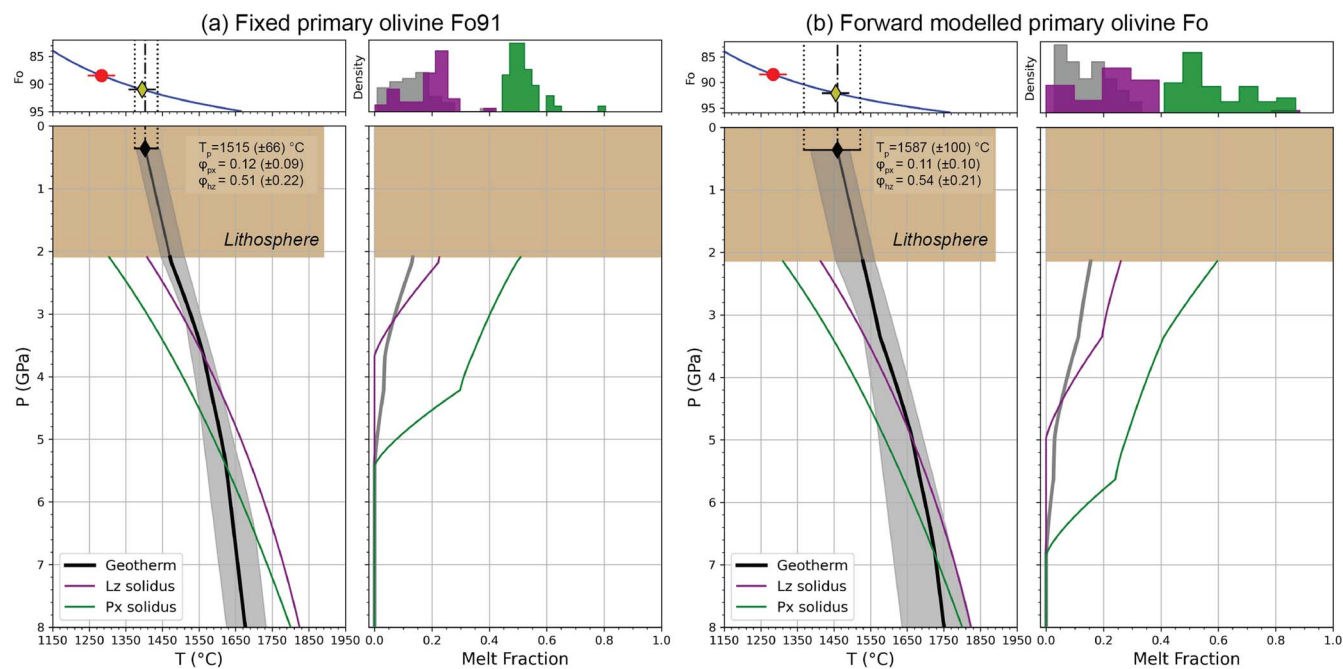 (a) Fixed primary olivine Fo91
(b) Forward modelled primary olivine Fo
Fo
85
90
95
Density
Fo
85
90
95
Density
0
1
2
3
4
5
6
7
8
P (GPa)
Tp=1515 (±66) °C
φpx = 0.12 (±0.09)
φhz = 0.51 (±0.22)
Lithosphere
Geotherm
Lz solidus
Px solidus
1150 1250 1350 1450 1550 1650 1750 1850 1950
T (°C)
0.0 0.2 0.4 0.6 0.8 1.0
Melt Fraction
0
1
2
3
4
5
6
7
8
P (GPa)
Tp=1587 (±100) °C
φpx = 0.11 (±0.10)
φhz = 0.54 (±0.21)
Lithosphere
Geotherm
Lz solidus
Px solidus
1150 1250 1350 1450 1550 1650 1750 1850 1950
T (°C)
0.0 0.2 0.4 0.6 0.8 1.0
Melt Fraction